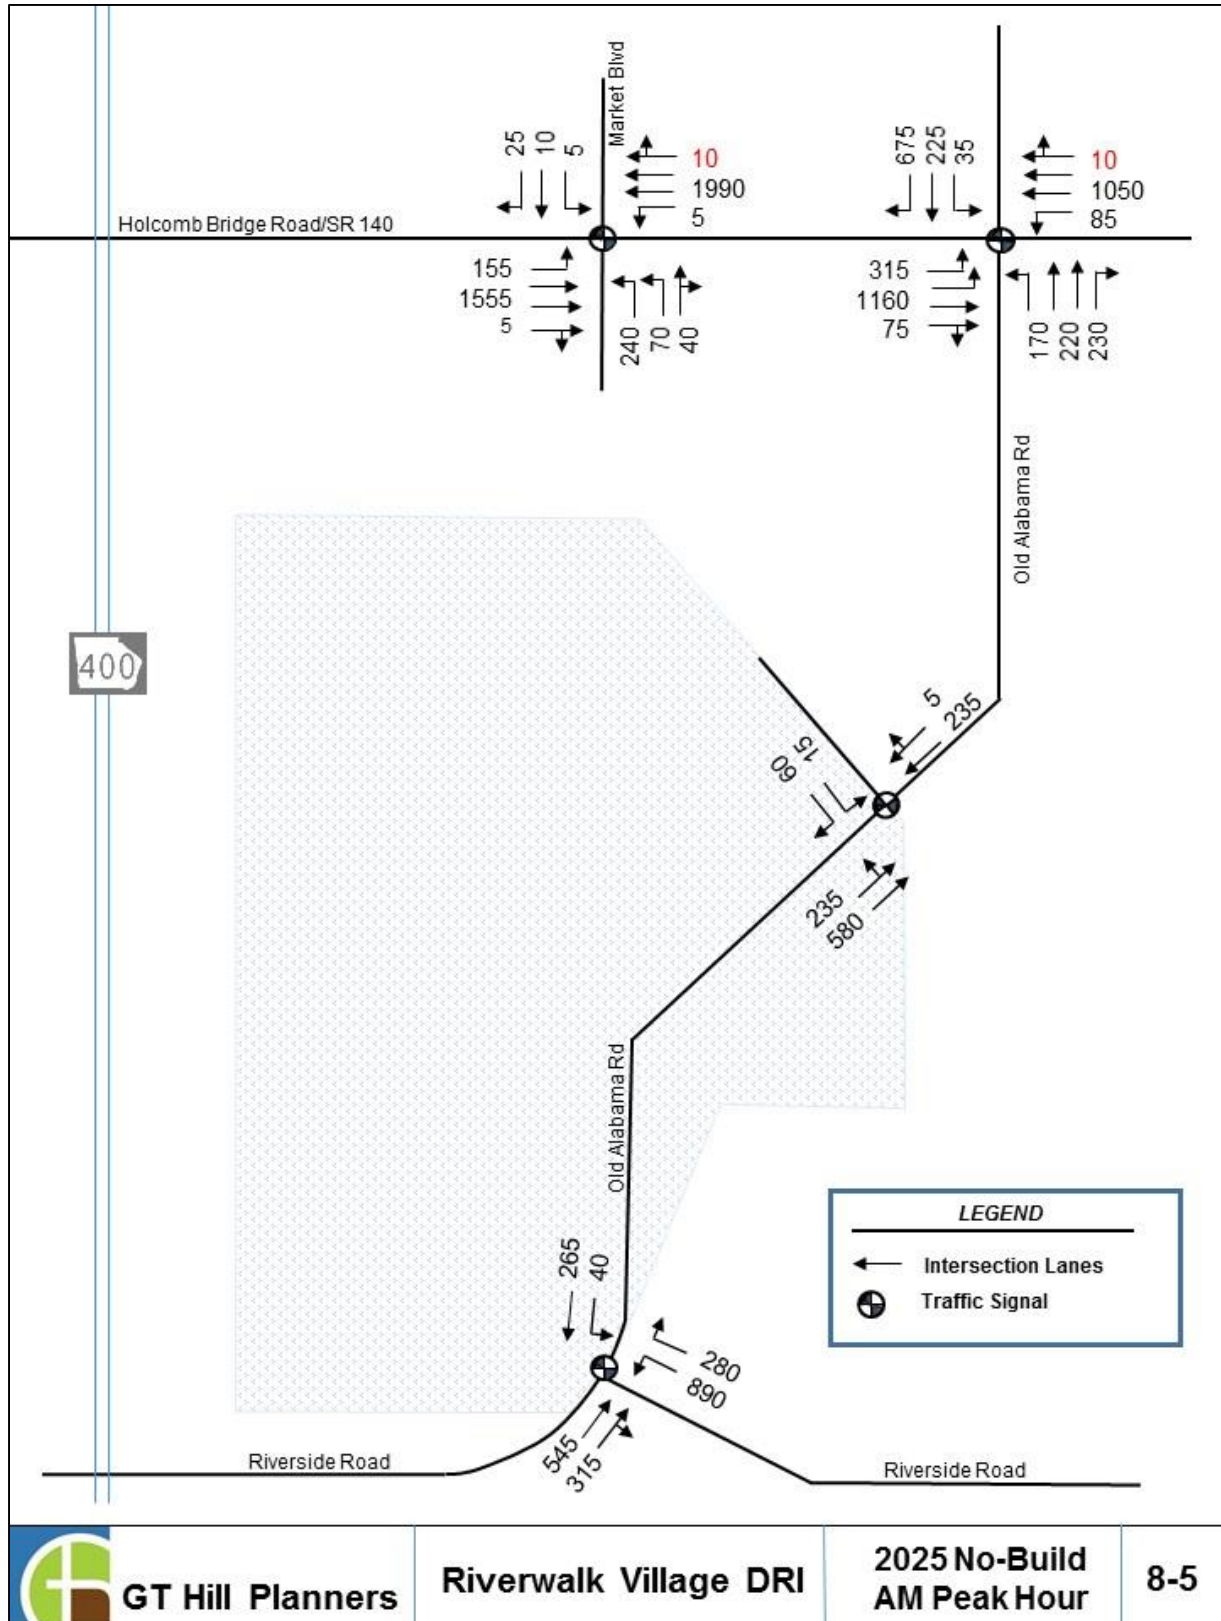 Market Blvd
25
10
5
10
1990
5
675
225
35
10
1050
85
Holcomb Bridge Road/SR 140
155
1555
5
240
70
40
315
1160
75
170
220
230
Old Alabama Rd
400
5
235
15
60
235
580
Old Alabama Rd
265
40
280
890
545
315
Riverside Road
Riverside Road
LEGEND
Intersection Lanes
Traffic Signal
GT Hill Planners
Riverwalk Village DRI
2025 No-Build
AM Peak Hour
8-5